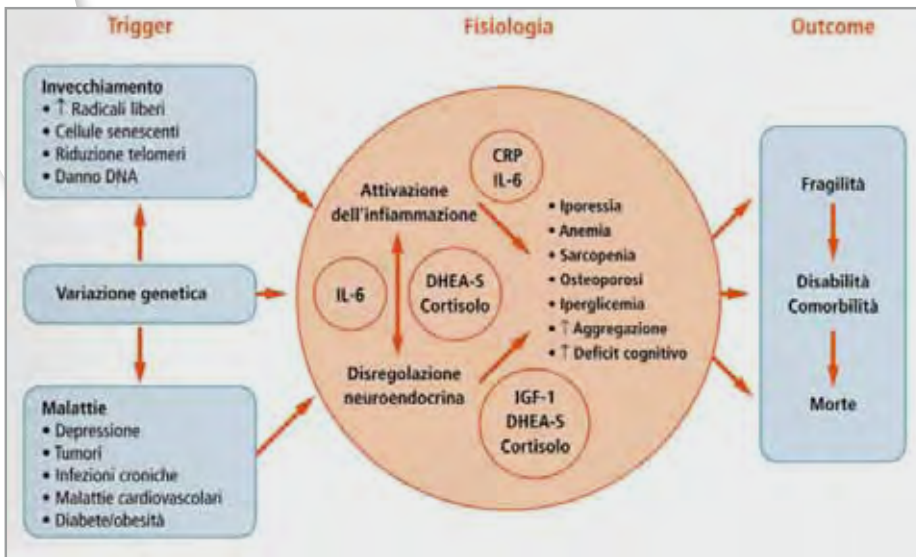 Trigger
Fisiologia
Outcome
Invecchiamento
• ↑ Radicali liberi
• Cellule senescenti
• Riduzione telomeri
• Danno DNA
Variazione genetica
Malattie
• Depressione
• Tumori
• Infezioni croniche
• Malattie cardiovascolari
• Diabete/obesità
CRP
IL-6
Attivazione
dell'infiammazione
IL-6
DHEA-S
Cortisolo
Disregolazione
neuroendocrina
• Iporessia
• Anemia
• Sarcopenia
• Osteoporosi
• Iperglicemia
• ↑ Aggregazione
• ↑ Deficit cognitivo
IGF-1
DHEA-S
Cortisolo
Fragilità
Disabilità
Comorbilità
Morte